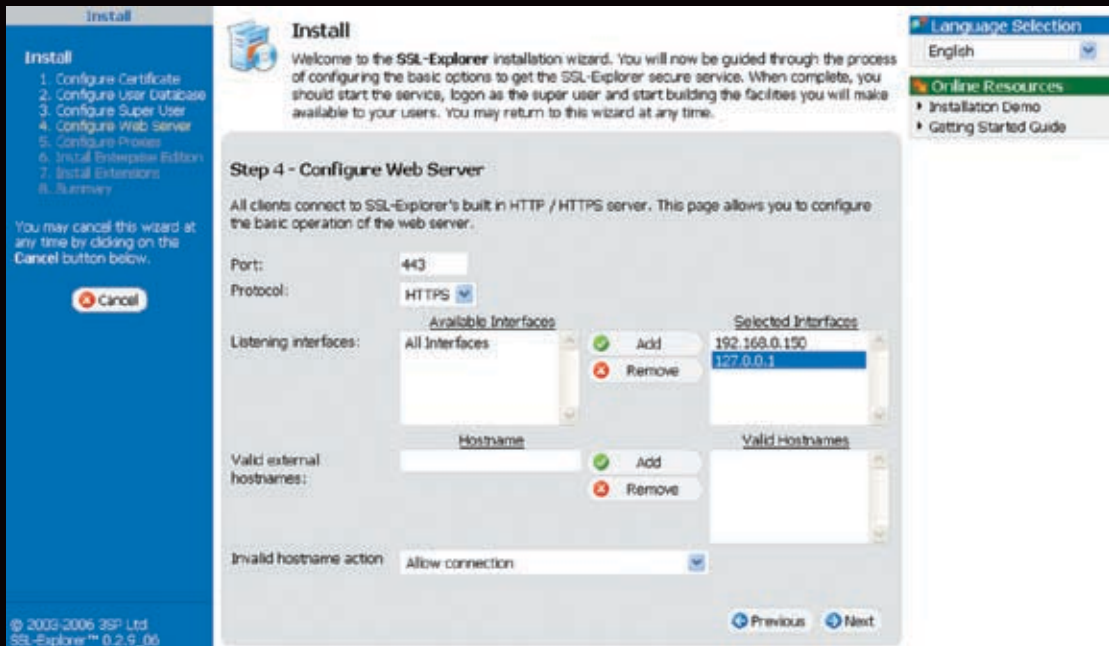 Install
Install
1. Configure Certificate
2. Configure User Database
3. Configure Super User
4. Configure Web Server
5. Configure Proxies
6. Install Enterprise Edition
7. Install Extensions
8. Summary
You may cancel this wizard at
any time by clicking on the
Cancel button below.
Cancel
© 2003-2006 3SP Ltd
SSL-Explorer™ 0.2.9_06
Install
Welcome to the SSL-Explorer installation wizard. You will now be guided through the process
of configuring the basic options to get the SSL-Explorer secure service. When complete, you
should start the service, logon as the super user and start building the facilities you will make
available to your users. You may return to this wizard at any time.
Step 4 - Configure Web Server
All clients connect to SSL-Explorer's built in HTTP / HTTPS server. This page allows you to configure
the basic operation of the web server.
Port: 443
Protocol: HTTPS
Available Interfaces Selected Interfaces
Listening interfaces: All Interfaces Add 192.168.0.150
Remove 127.0.0.1
Hostname Valid Hostnames
Valid external
hostnames: Add
Remove
Invalid hostname action Allow connection
Previous Next
Language Selection
English
Online Resources
Installation Demo
Getting Started Guide